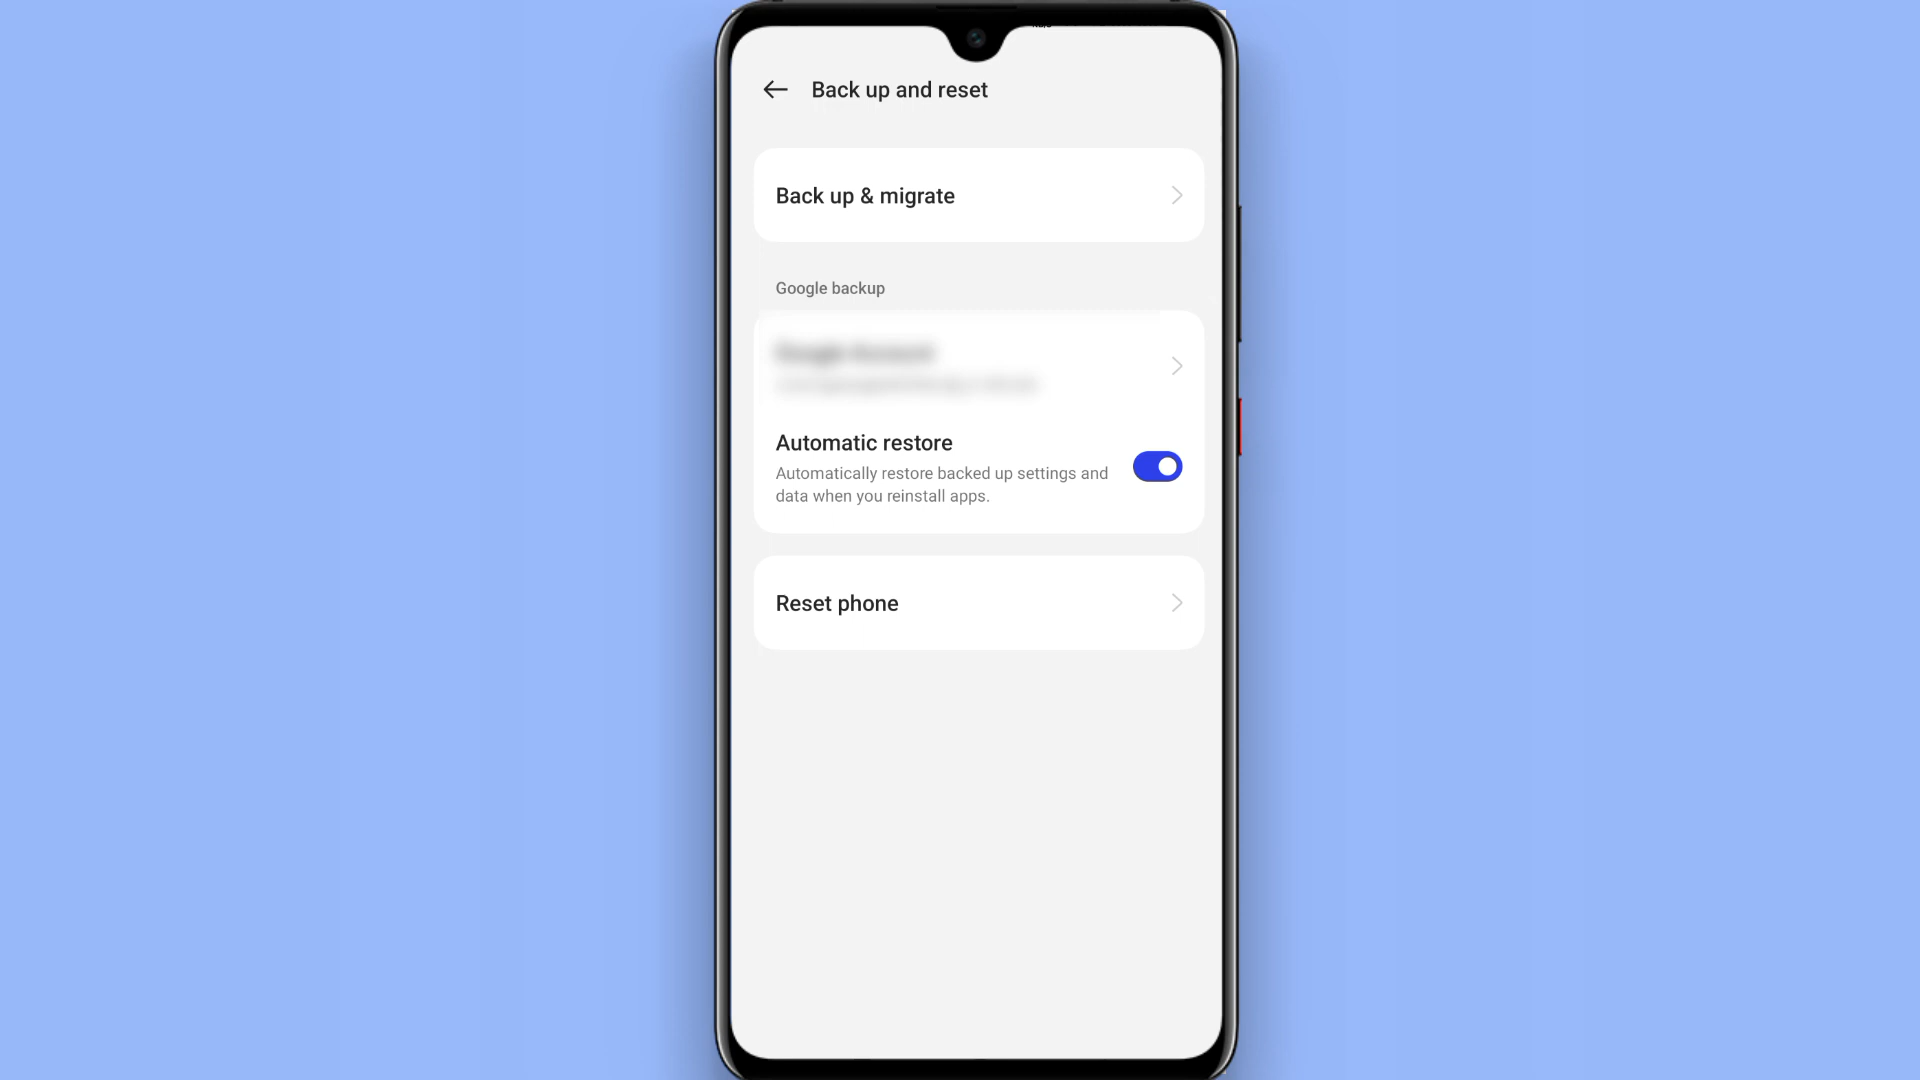 Back up and reset
Back up & migrate
Google backup
Automatic restore
Automatically restore backed up settings and
data when you reinstall apps.
Reset phone